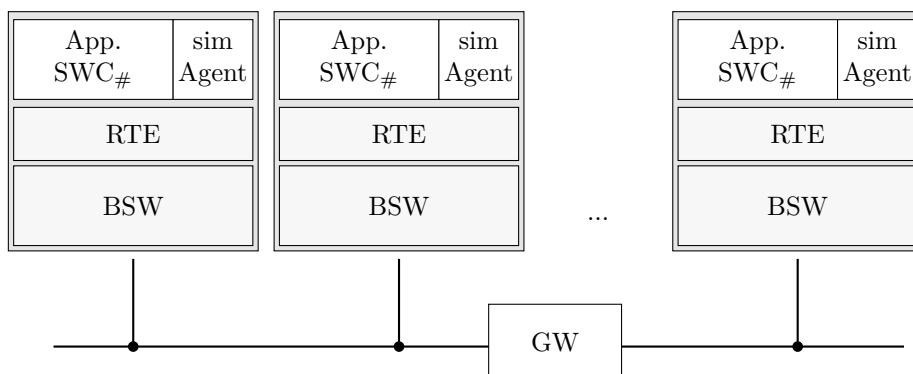 App.
SWC#
sim
Agent
RTE
BSW
App.
SWC#
sim
Agent
RTE
BSW
...
App.
SWC#
sim
Agent
RTE
BSW
GW